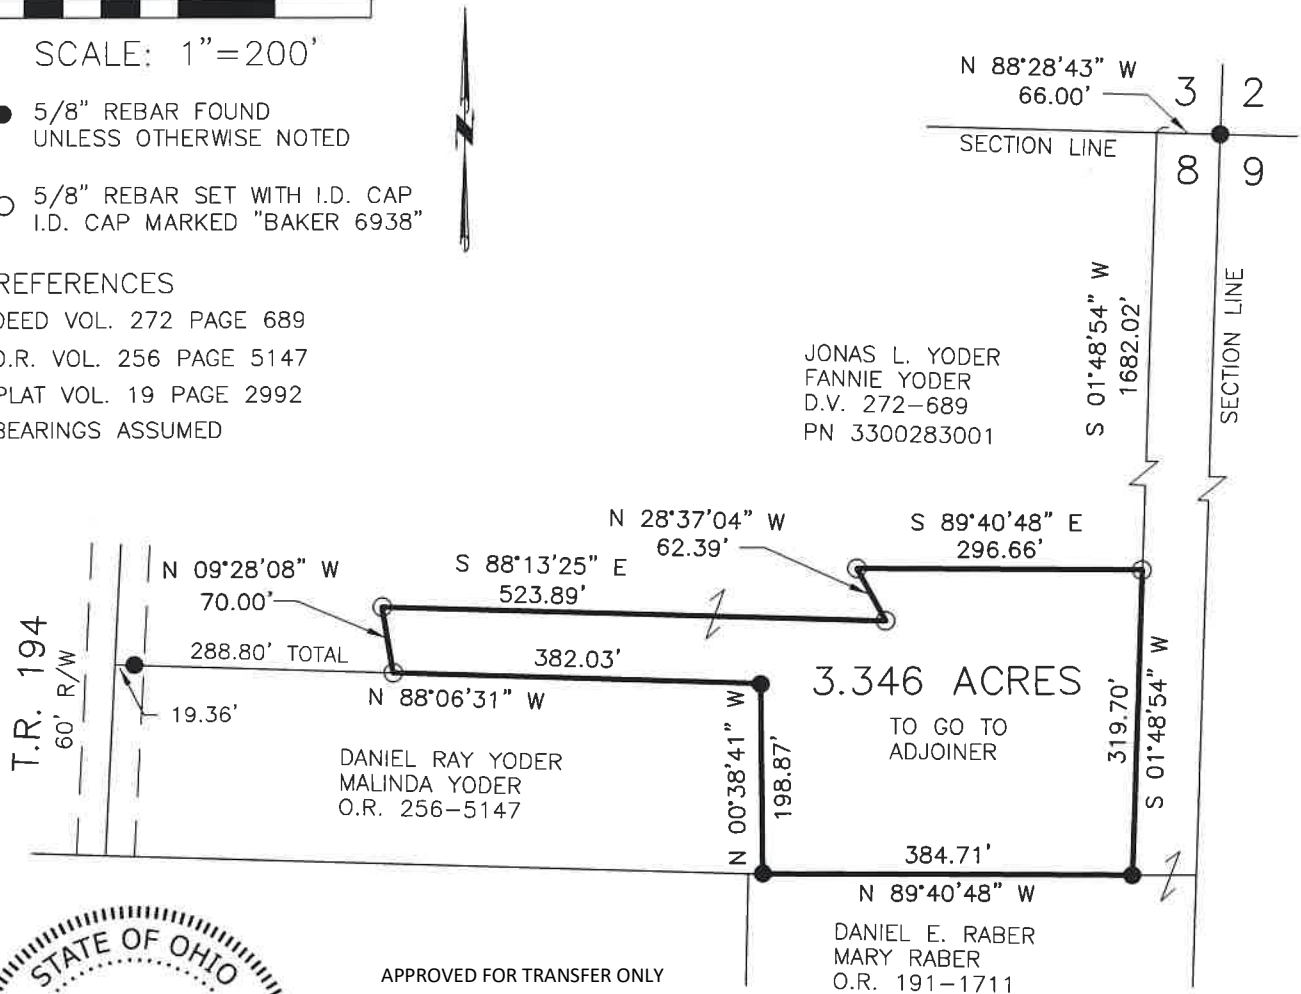 SCALE: 1"=200'
5/8" REBAR FOUND
UNLESS OTHERWISE NOTED
5/8" REBAR SET WITH I.D. CAP
I.D. CAP MARKED "BAKER 6938"
REFERENCES
DEED VOL. 272 PAGE 689
O.R. VOL. 256 PAGE 5147
PLAT VOL. 19 PAGE 2992
BEARINGS ASSUMED
N
N 88°28'43" W
66.00'
3
2
SECTION LINE
8
9
S 01°48'54" W
1682.02'
SECTION LINE
JONAS L. YODER
FANNIE YODER
D.V. 272-689
PN 3300283001
N 28°37'04" W
62.39'
S 89°40'48" E
296.66'
N 09°28'08" W
70.00'
S 88°13'25" E
523.89'
T.R. 194
60' R/W
288.80' TOTAL
382.03'
N 88°06'31" W
19.36'
3.346 ACRES
TO GO TO
ADJOINER
319.70'
S 01°48'54" W
N 00°38'41" W
198.87'
DANIEL RAY YODER
MALINDA YODER
O.R. 256-5147
384.71'
N 89°40'48" W
DANIEL E. RABER
MARY RABER
O.R. 191-1711
STATE OF OHIO
APPROVED FOR TRANSFER ONLY